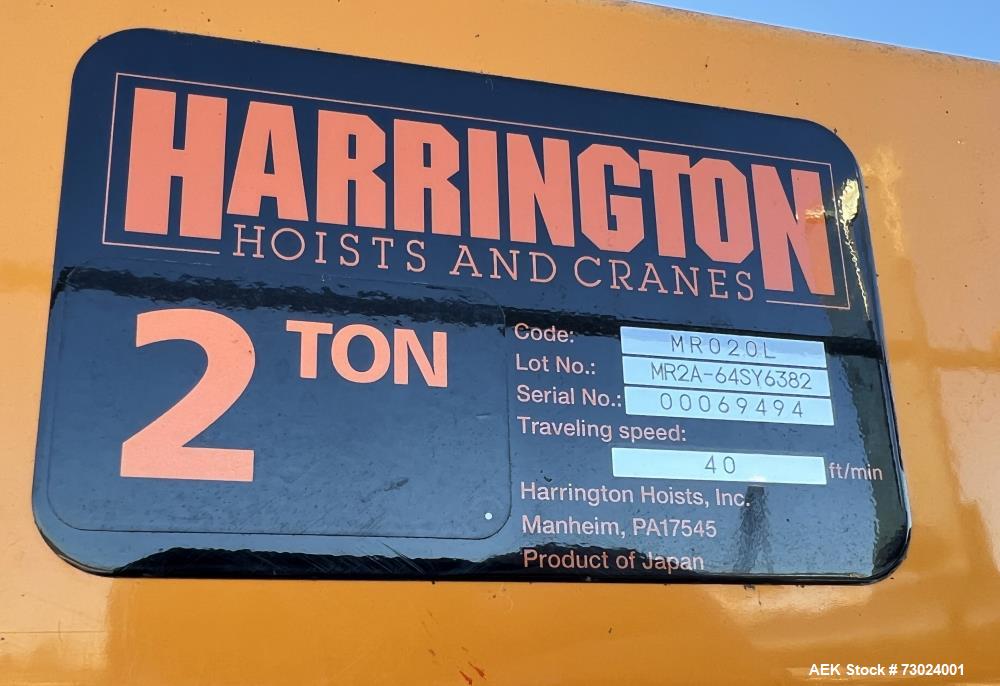 HARRINGTON
HOISTS AND CRANES
2 TON
Code: MR020L
Lot No.: MR2A-64SY6382
Serial No.: 00069494
Traveling speed:
40 ft/min
Harrington Hoists, Inc.
Manheim, PA17545
Product of Japan
AEK Stock # 73024001